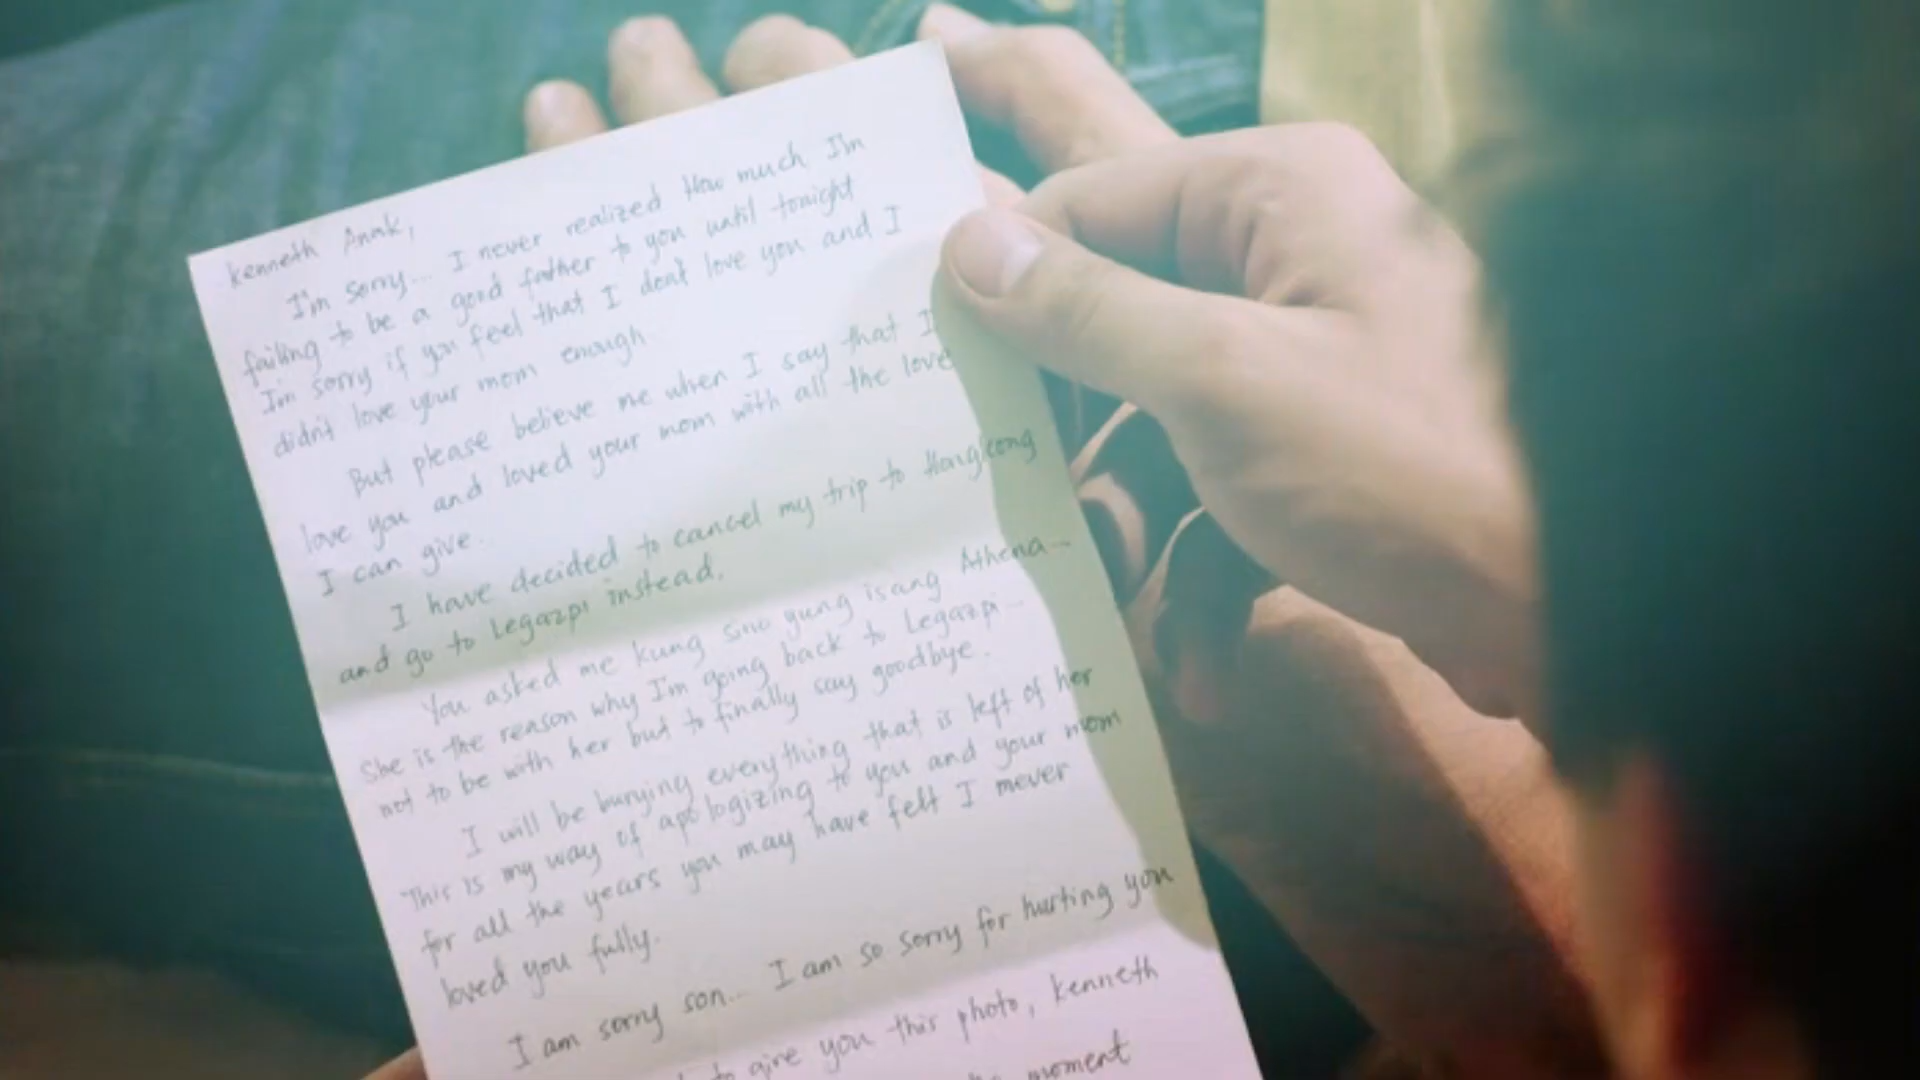 Kenneth Anak,
I'm sorry... I never realized How much I'm
failing to be a good father to you until tonight
I'm sorry if you feel that I dont love you and I
didn't love your mom enough.
But please believe me when I say that I
love you and loved your mom with all the love
I can give.
I have decided to cancel my trip to Hongkong
and go to Legazpi instead.
You asked me kung sino yung isang Athena—
She is the reason why I'm going back to Legazpi—
not to be with her but to finally say goodbye.
I will be burying everything that is left of her
This is my way of apologizing to you and your mom
for all the years you may have felt I never
loved you fully.
I am sorry son... I am so sorry for hurting you
to give you this photo, Kenneth
moment